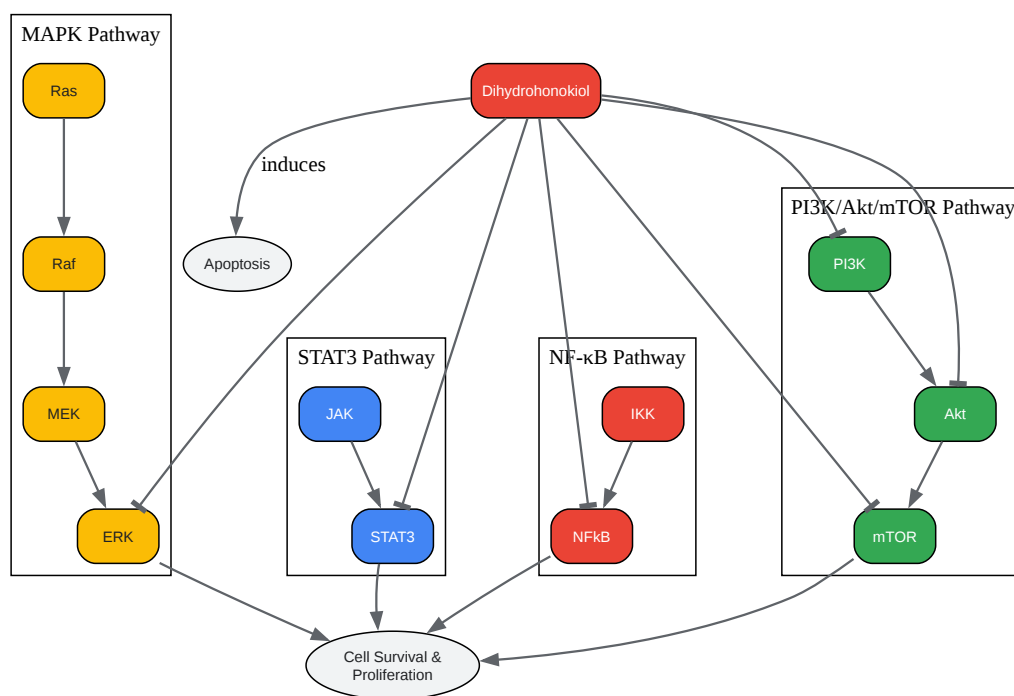 MAPK Pathway
Ras
Dihydrohonokiol
induces
PI3K/Akt/mTOR Pathway
Raf
Apoptosis
PI3K
STAT3 Pathway
NF-κB Pathway
MEK
JAK
IKK
Akt
ERK
STAT3
NFkB
mTOR
Cell Survival &
Proliferation